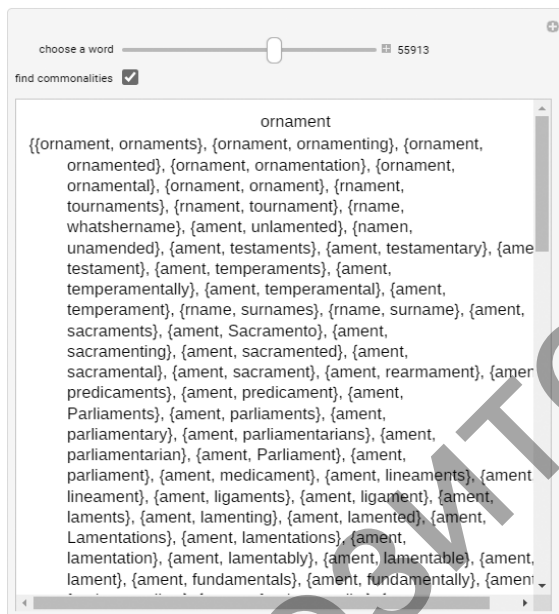 choose a word 55913
find commonalities
ornament
{{ornament, ornaments}, {ornament, ornamenting}, {ornament,
ornamented}, {ornament, ornamentation}, {ornament,
ornamental}, {ornament, ornament}, {rnament,
tournaments}, {rnament, tournament}, {rname,
whatshername}, {ament, unlamented}, {namen,
unamended}, {ament, testaments}, {ament, testamentary}, {ame
testament}, {ament, temperaments}, {ament,
temperamentally}, {ament, temperamental}, {ament,
temperament}, {rname, surnames}, {rname, surname}, {ament,
sacraments}, {ament, Sacramento}, {ament,
sacramenting}, {ament, sacramented}, {ament,
sacramental}, {ament, sacrament}, {ament, rearmament}, {amen
predicaments}, {ament, predicament}, {ament,
Parliaments}, {ament, parliaments}, {ament,
parliamentary}, {ament, parliamentarians}, {ament,
parliamentarian}, {ament, Parliament}, {ament,
parliament}, {ament, medicament}, {ament, lineaments}, {ament
lineament}, {ament, ligaments}, {ament, ligament}, {ament,
laments}, {ament, lamenting}, {ament, lamented}, {ament,
Lamentations}, {ament, lamentations}, {ament,
lamentation}, {ament, lamentably}, {ament, lamentable}, {ament,
lament}, {ament, fundamentals}, {ament, fundamentally}, {ament